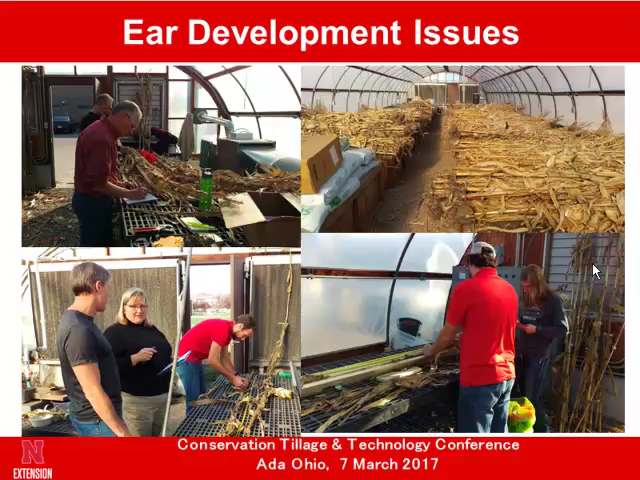 Ear Development Issues
Conservation Tillage & Technology Conference
Ada Ohio, 7 March 2017
N
EXTENSION